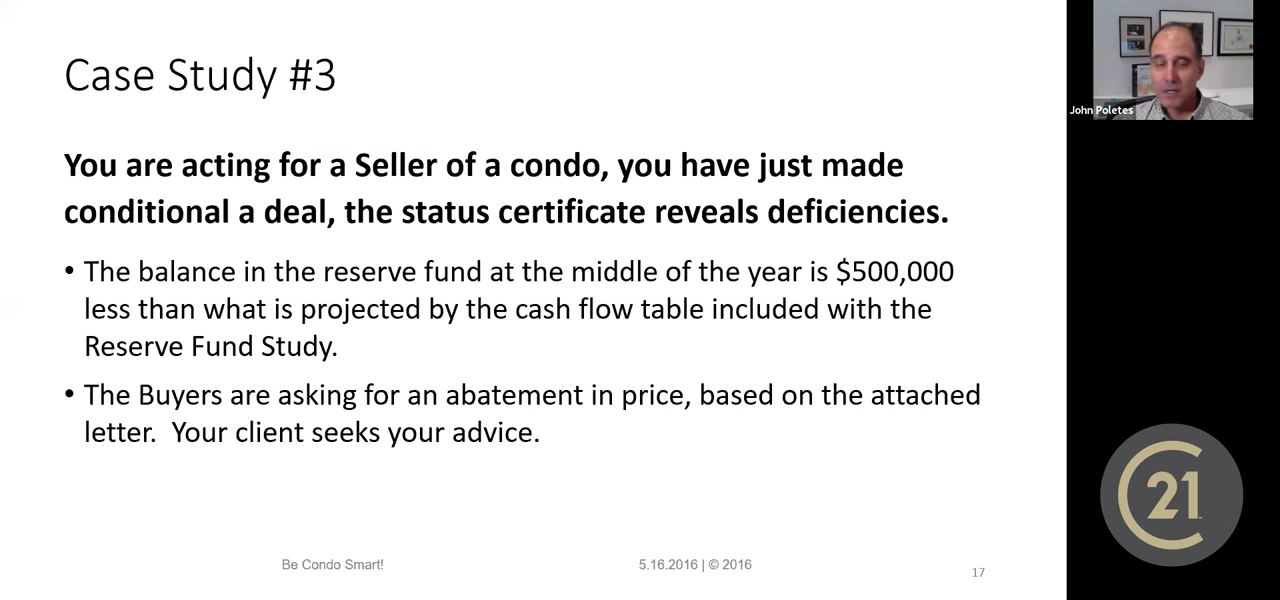 Case Study #3
You are acting for a Seller of a condo, you have just made
conditional a deal, the status certificate reveals deficiencies.
• The balance in the reserve fund at the middle of the year is $500,000
less than what is projected by the cash flow table included with the
Reserve Fund Study.
• The Buyers are asking for an abatement in price, based on the attached
letter.  Your client seeks your advice.
Be Condo Smart!
5.16.2016 | © 2016
17
John Poletes
C21